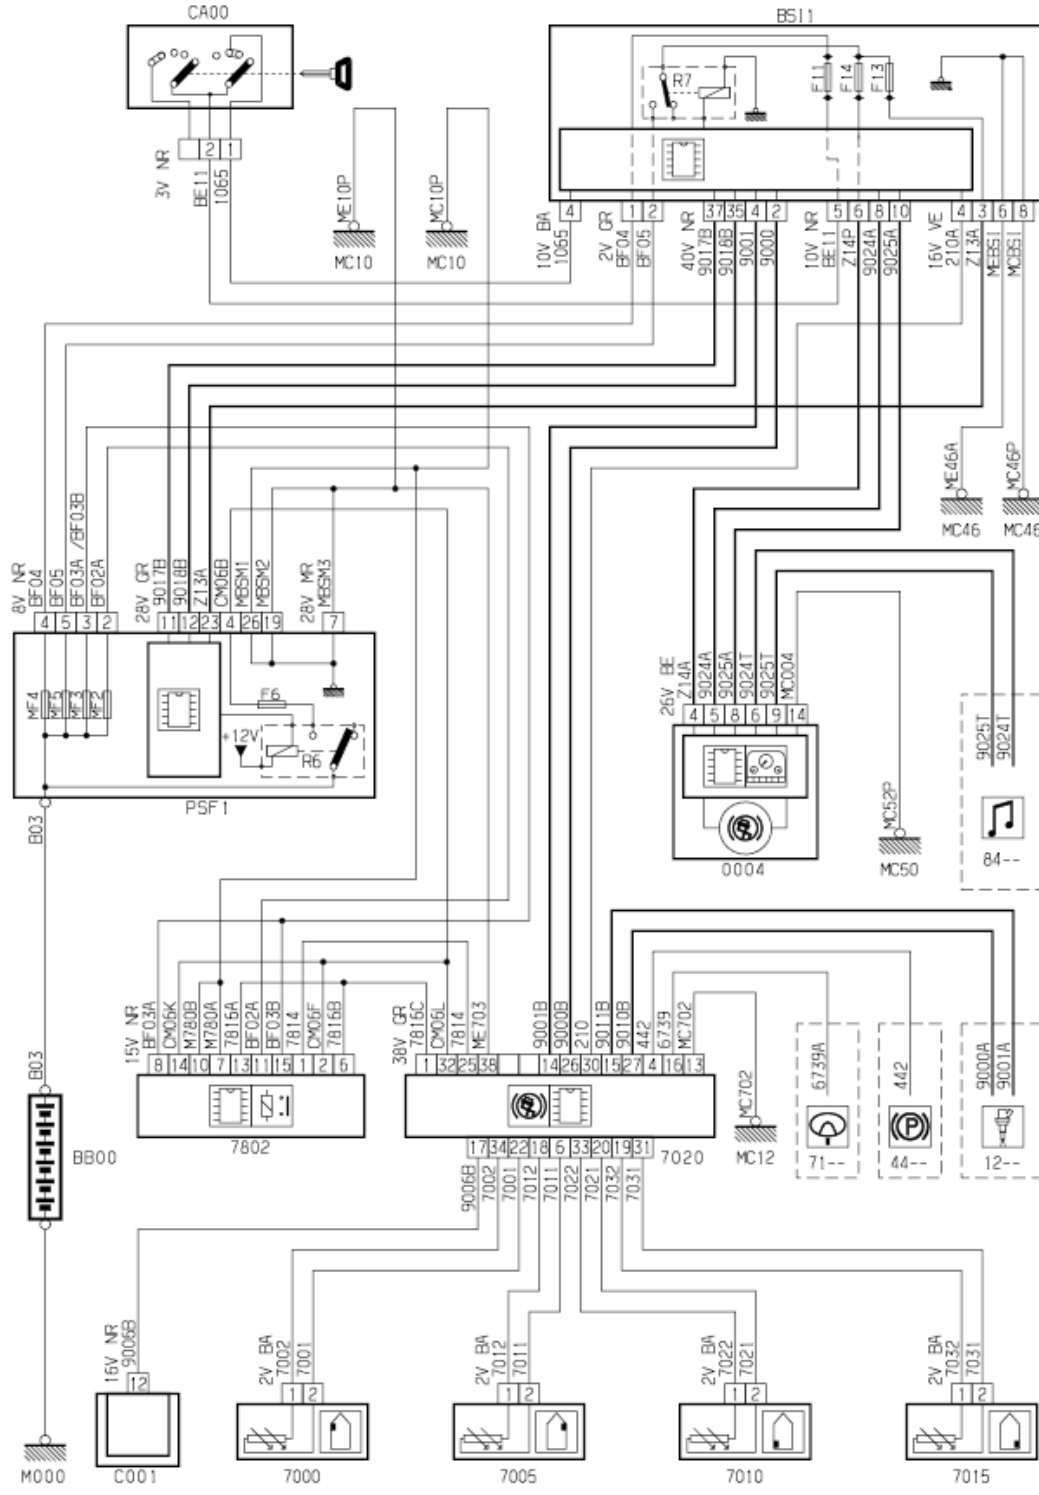 CA00
BSI1
R7
F11
F14
F13
2 1
3V NR
BE11
1065
ME10P
MC10P
MC10
MC10
4 1 2 37 35 4 2 5 6 8 10 4 3 6 8
10V BA
1065
2V GR
BF04
BF05
40V NR
9017B
9018B
9001
9000
10V NR
BE11
Z14P
9024A
9025A
16V VE
210A
Z13A
MEBS1
MCBS1
ME46A
MC46P
MC46
MC46
8V NR
BF04
BF05
BF03A /BF03B
BF02A
28V GR
9017B
9018B
Z13A
CM06B
MBSM1
MBSM2
28V MR
MBSM3
4 5 3 2 11 12 23 4 26 19 7
MF4
MF5
MF3
MF2
F6
+12V
R6
PSF1
B03
26V BE
Z14A
9024A
9025A
9024T
9025T
MC004
4 5 8 6 9 14
0004
MC52P
MC50
9025T
9024T
84--
15V NR
BF03A
CM06K
M780B
M780A
7816A
BF02A
BF03B
7814
CM06F
7816B
8 14 10 7 13 11 15 1 2 6
7802
38V GR
7816C
CM06L
7814
ME703
9001B
9000B
210
9011B
9010B
442
6739
MC702
1 32 25 38 14 26 30 15 27 4 16 13
7020
MC702
MC12
6739A
71--
442
44--
9000A
9001A
12--
B03
BB00
M000
17 34 22 18 6 33 20 19 31
9006B
7002
7001
7012
7011
7022
7021
7032
7031
16V NR
9006B
12
C001
2V BA
7002
7001
1 2
7000
2V BA
7012
7011
1 2
7005
2V BA
7022
7021
1 2
7010
2V BA
7032
7031
1 2
7015